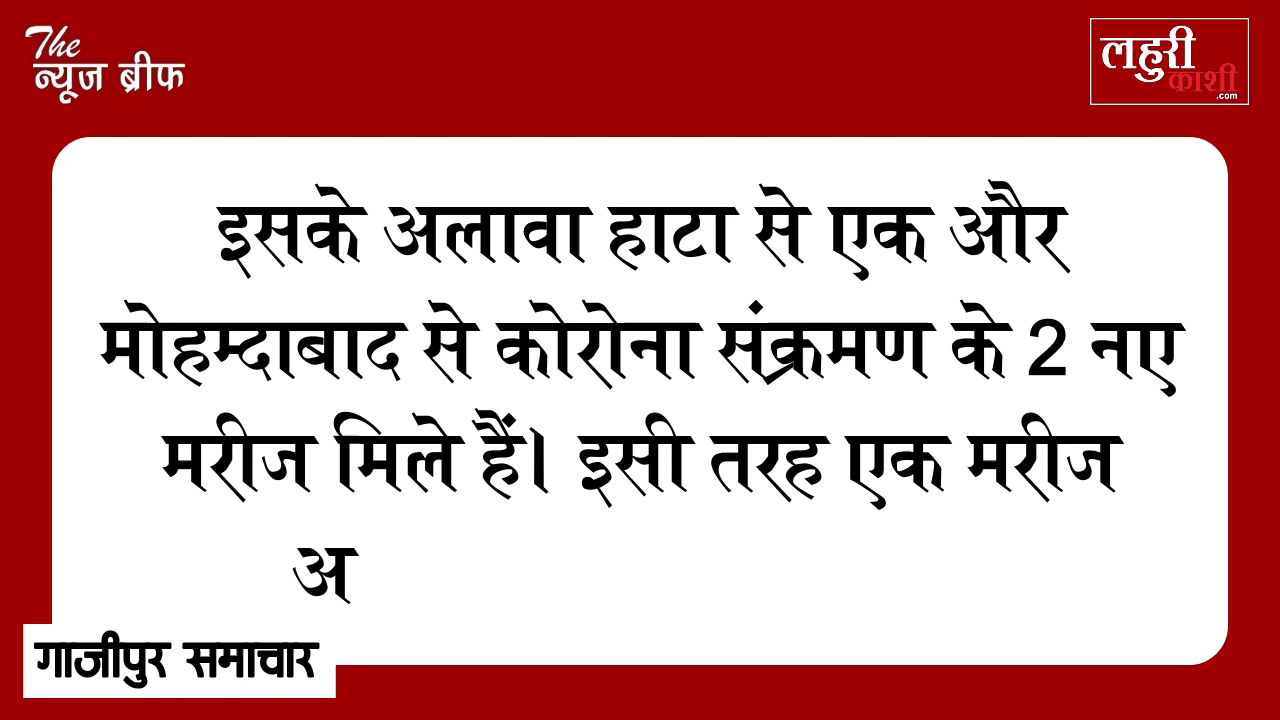 The
न्यूज ब्रीफ
लहुरी
काशी
.com
इसके अलावा हाटा से एक और
मोहम्दाबाद से कोरोना संक्रमण के 2 नए
मरीज मिले हैं। इसी तरह एक मरीज
अ
गाजीपुर समाचार